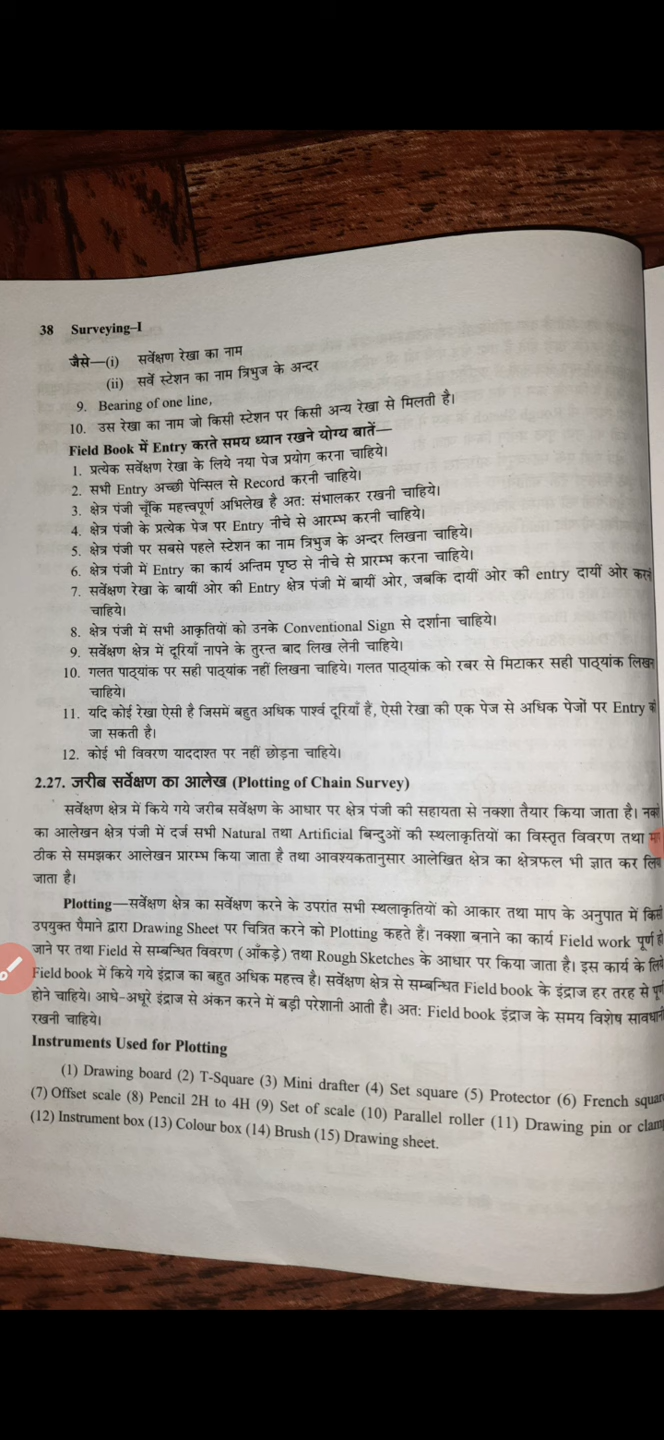 38 Surveying-I
जैसे—(i) सर्वेक्षण रेखा का नाम
(ii) सर्वे स्टेशन का नाम त्रिभुज के अन्दर
9. Bearing of one line,
10. उस रेखा का नाम जो किसी स्टेशन पर किसी अन्य रेखा से मिलती है।
Field Book में Entry करते समय ध्यान रखने योग्य बातें—
1. प्रत्येक सर्वेक्षण रेखा के लिये नया पेज प्रयोग करना चाहिये।
2. सभी Entry अच्छी पेन्सिल से Record करनी चाहिये।
3. क्षेत्र पंजी चूँकि महत्त्वपूर्ण अभिलेख है अत: संभालकर रखनी चाहिये।
4. क्षेत्र पंजी के प्रत्येक पेज पर Entry नीचे से आरम्भ करनी चाहिये।
5. क्षेत्र पंजी पर सबसे पहले स्टेशन का नाम त्रिभुज के अन्दर लिखना चाहिये।
6. क्षेत्र पंजी में Entry का कार्य अन्तिम पृष्ठ से नीचे से प्रारम्भ करना चाहिये।
7. सर्वेक्षण रेखा के बायीं ओर की Entry क्षेत्र पंजी में बायीं ओर, जबकि दायीं ओर की entry दायीं ओर
चाहिये।
8. क्षेत्र पंजी में सभी आकृतियों को उनके Conventional Sign से दर्शाना चाहिये।
9. सर्वेक्षण क्षेत्र में दूरियाँ नापने के तुरन्त बाद लिख लेनी चाहिये।
10. गलत पाठ्यांक पर सही पाठ्यांक नहीं लिखना चाहिये। गलत पाठ्यांक को रबर से मिटाकर सही पाठ्यांक
चाहिये।
11. यदि कोई रेखा ऐसी है जिसमें बहुत अधिक पार्श्व दूरियाँ हैं, ऐसी रेखा की एक पेज से अधिक पेजों पर Entry की
जा सकती है।
12. कोई भी विवरण याददाश्त पर नहीं छोड़ना चाहिये।
2.27. जरीब सर्वेक्षण का आलेख (Plotting of Chain Survey)
सर्वेक्षण क्षेत्र में किये गये जरीब सर्वेक्षण के आधार पर क्षेत्र पंजी की सहायता से नक्शा तैयार किया जाता है।
का आलेखन क्षेत्र पंजी में दर्ज सभी Natural तथा Artificial बिन्दुओं की स्थलाकृतियों का विस्तृत विवरण तथा
ठीक से समझकर आलेखन प्रारम्भ किया जाता है तथा आवश्यकतानुसार आलेखित क्षेत्र का क्षेत्रफल भी ज्ञात कर
जाता है।
Plotting—सर्वेक्षण क्षेत्र का सर्वेक्षण करने के उपरांत सभी स्थलाकृतियों को आकार तथा माप के अनुपात में किसी
उपयुक्त पैमाने द्वारा Drawing Sheet पर चित्रित करने को Plotting कहते हैं। नक्शा बनाने का कार्य Field work पूर्ण हो
जाने पर तथा Field से सम्बन्धित विवरण (आँकड़े) तथा Rough Sketches के आधार पर किया जाता है। इस कार्य के लिये
Field book में किये गये इंद्राज का बहुत अधिक महत्त्व है। सर्वेक्षण क्षेत्र से सम्बन्धित Field book के इंद्राज हर तरह से पूर्ण
होने चाहिये। आधे-अधूरे इंद्राज से अंकन करने में बड़ी परेशानी आती है। अत: Field book इंद्राज के समय विशेष सावधानी
रखनी चाहिये।
Instruments Used for Plotting
(1) Drawing board (2) T-Square (3) Mini drafter (4) Set square (5) Protector (6) French
(7) Offset scale (8) Pencil 2H to 4H (9) Set of scale (10) Parallel roller (11) Drawing pin or
(12) Instrument box (13) Colour box (14) Brush (15) Drawing sheet.